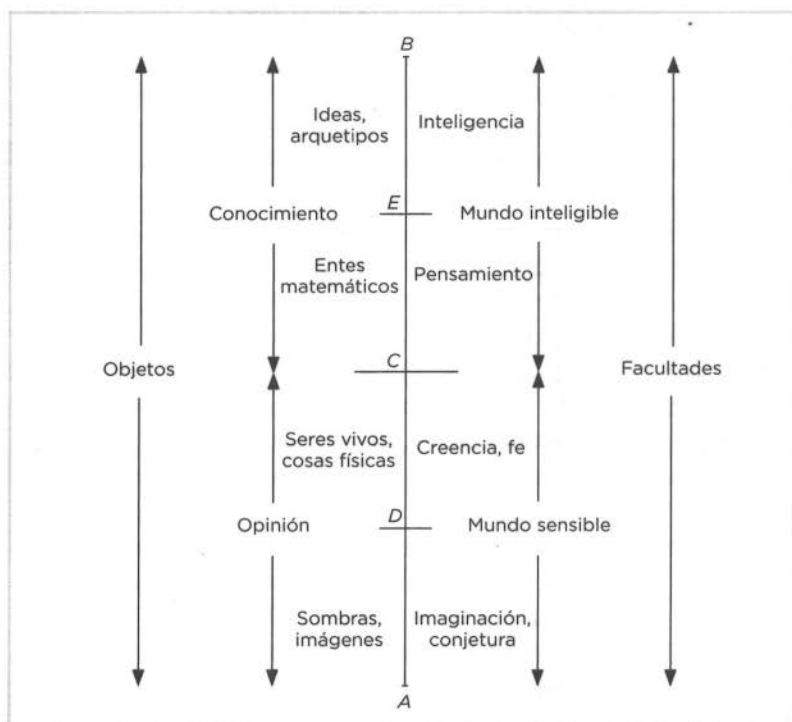 B
Ideas,
arquetipos
Inteligencia
E
Conocimiento
Mundo inteligible
Entes
matemáticos
Pensamiento
C
Objetos
Facultades
Seres vivos,
cosas físicas
Creencia, fe
D
Opinión
Mundo sensible
Sombras,
imágenes
Imaginación,
conjetura
A